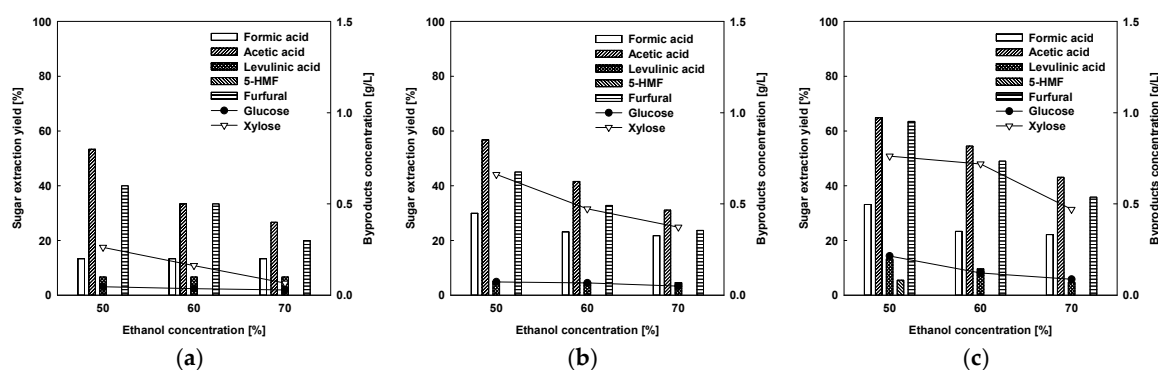 100
80
60
40
20
0
Sugar extraction yield [%]
1.5
1.0
0.5
0.0
Byproducts concentration [g/L]
Formic acid
Acetic acid
Levulinic acid
5-HMF
Furfural
Glucose
Xylose
50 60 70
Ethanol concentration [%]
(a)
100
80
60
40
20
0
Sugar extraction yield [%]
1.5
1.0
0.5
0.0
Byproducts concentration [g/L]
Formic acid
Acetic acid
Levulinic acid
5-HMF
Furfural
Glucose
Xylose
50 60 70
Ethanol concentration [%]
(b)
100
80
60
40
20
0
Sugar extraction yield [%]
1.5
1.0
0.5
0.0
Byproducts concentration [g/L]
Formic acid
Acetic acid
Levulinic acid
5-HMF
Furfural
Glucose
Xylose
50 60 70
Ethanol concentration [%]
(c)